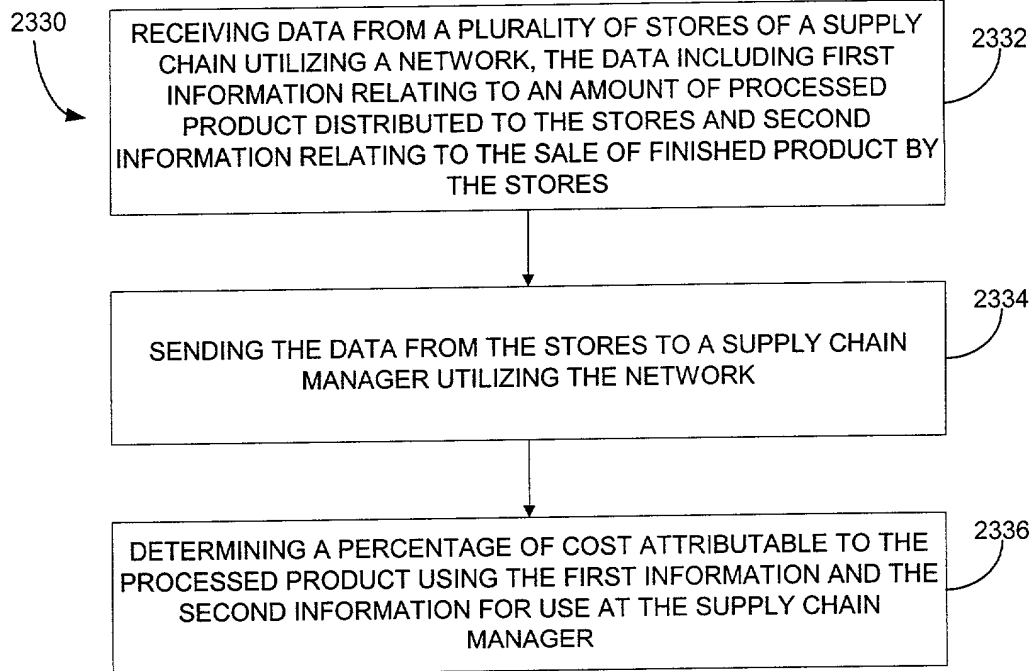 2330
RECEIVING DATA FROM A PLURALITY OF STORES OF A SUPPLY
CHAIN UTILIZING A NETWORK, THE DATA INCLUDING FIRST
INFORMATION RELATING TO AN AMOUNT OF PROCESSED
PRODUCT DISTRIBUTED TO THE STORES AND SECOND
INFORMATION RELATING TO THE SALE OF FINISHED PRODUCT BY
THE STORES
2332
SENDING THE DATA FROM THE STORES TO A SUPPLY CHAIN
MANAGER UTILIZING THE NETWORK
2334
DETERMINING A PERCENTAGE OF COST ATTRIBUTABLE TO THE
PROCESSED PRODUCT USING THE FIRST INFORMATION AND THE
SECOND INFORMATION FOR USE AT THE SUPPLY CHAIN
MANAGER
2336